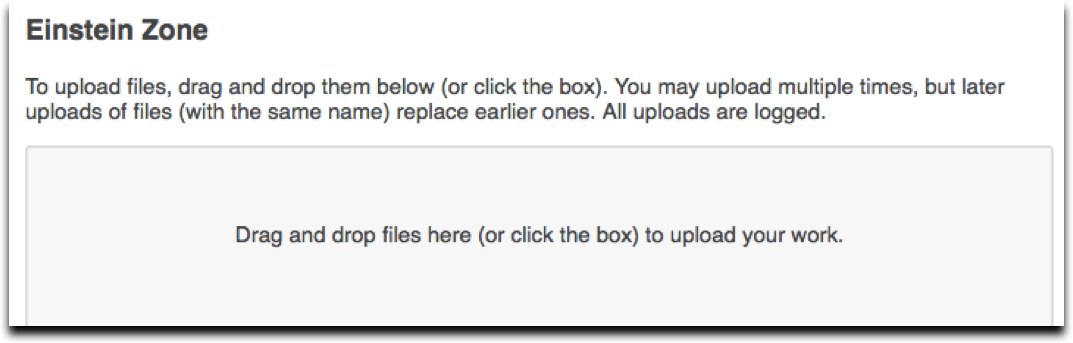 Einstein Zone
To upload files, drag and drop them below (or click the box). You may upload multiple times, but later
uploads of files (with the same name) replace earlier ones. All uploads are logged.
Drag and drop files here (or click the box) to upload your work.